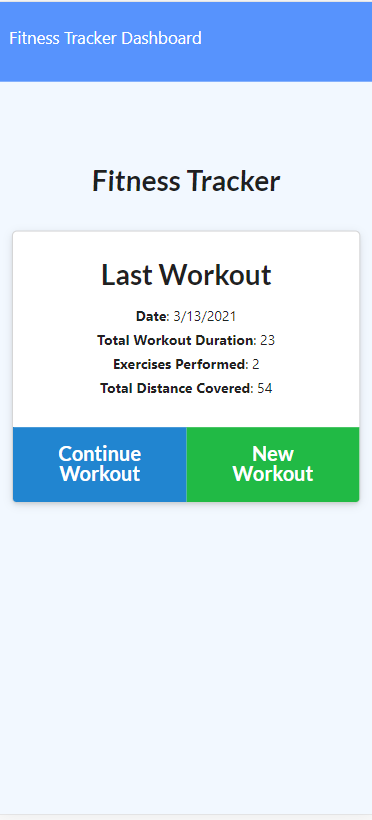 Fitness Tracker Dashboard
Fitness Tracker
Last Workout
Date: 3/13/2021
Total Workout Duration: 23
Exercises Performed: 2
Total Distance Covered: 54
Continue
Workout
New
Workout